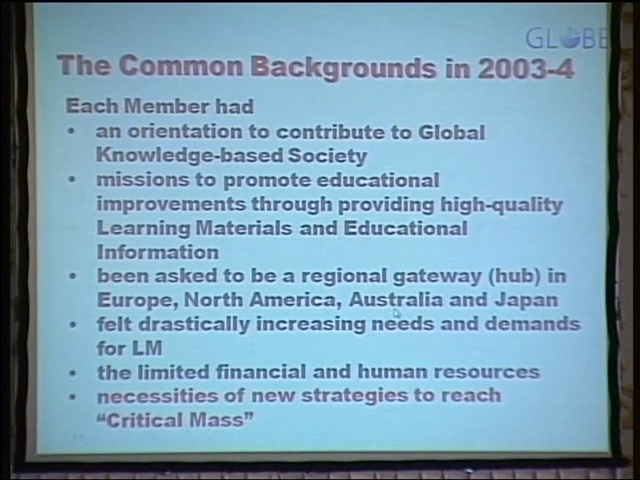 GLOBE
The Common Backgrounds in 2003-4
Each Member had
• an orientation to contribute to Global
Knowledge-based Society
• missions to promote educational
improvements through providing high-quality
Learning Materials and Educational
Information
• been asked to be a regional gateway (hub) in
Europe, North America, Australia and Japan
• felt drastically increasing needs and demands
for LM
• the limited financial and human resources
• necessities of new strategies to reach
“Critical Mass”